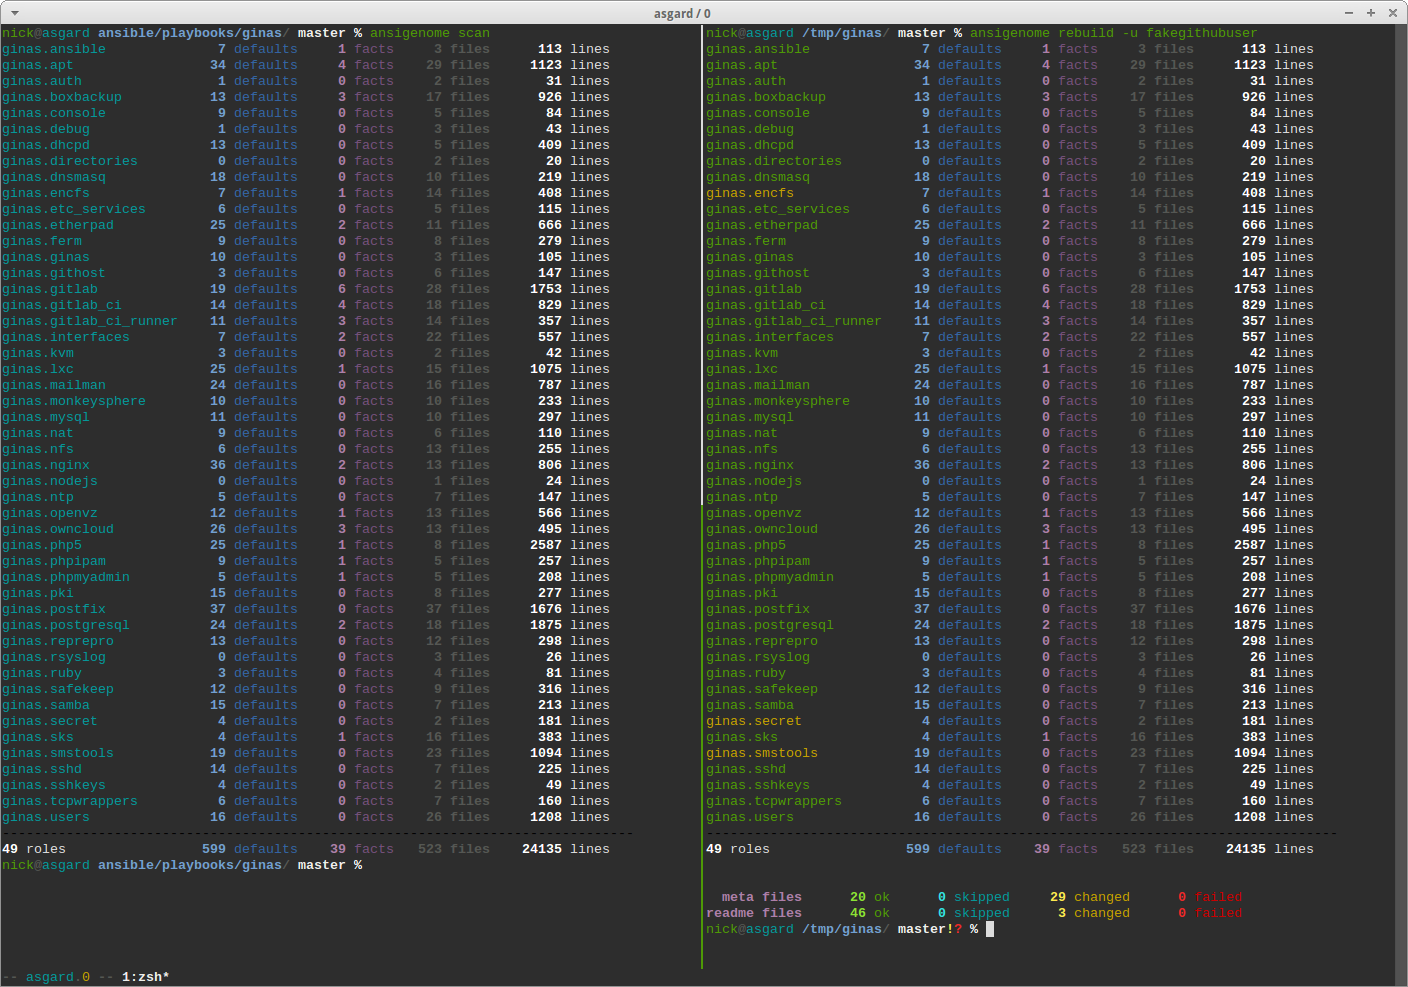 asgard / 0
nick@asgard ansible/playbooks/ginas/ master % ansigenome scan
ginas.ansible 7 defaults 1 facts 3 files 113 lines
ginas.apt 34 defaults 4 facts 29 files 1123 lines
ginas.auth 1 defaults 0 facts 2 files 31 lines
ginas.boxbackup 13 defaults 3 facts 17 files 926 lines
ginas.console 9 defaults 0 facts 5 files 84 lines
ginas.debug 1 defaults 0 facts 3 files 43 lines
ginas.dhcpd 13 defaults 0 facts 5 files 409 lines
ginas.directories 0 defaults 0 facts 2 files 20 lines
ginas.dnsmasq 18 defaults 0 facts 10 files 219 lines
ginas.encfs 7 defaults 1 facts 14 files 408 lines
ginas.etc_services 6 defaults 0 facts 5 files 115 lines
ginas.etherpad 25 defaults 2 facts 11 files 666 lines
ginas.ferm 9 defaults 0 facts 8 files 279 lines
ginas.ginas 10 defaults 0 facts 3 files 105 lines
ginas.githost 3 defaults 0 facts 6 files 147 lines
ginas.gitlab 19 defaults 6 facts 28 files 1753 lines
ginas.gitlab_ci 14 defaults 4 facts 18 files 829 lines
ginas.gitlab_ci_runner 11 defaults 3 facts 14 files 357 lines
ginas.interfaces 7 defaults 2 facts 22 files 557 lines
ginas.kvm 3 defaults 0 facts 2 files 42 lines
ginas.lxc 25 defaults 1 facts 15 files 1075 lines
ginas.mailman 24 defaults 0 facts 16 files 787 lines
ginas.monkeysphere 10 defaults 0 facts 10 files 233 lines
ginas.mysql 11 defaults 0 facts 10 files 297 lines
ginas.nat 9 defaults 0 facts 6 files 110 lines
ginas.nfs 6 defaults 0 facts 13 files 255 lines
ginas.nginx 36 defaults 2 facts 13 files 806 lines
ginas.nodejs 0 defaults 0 facts 1 files 24 lines
ginas.ntp 5 defaults 0 facts 7 files 147 lines
ginas.openvz 12 defaults 1 facts 13 files 566 lines
ginas.owncloud 26 defaults 3 facts 13 files 495 lines
ginas.php5 25 defaults 1 facts 8 files 2587 lines
ginas.phpipam 9 defaults 1 facts 5 files 257 lines
ginas.phpmyadmin 5 defaults 1 facts 5 files 208 lines
ginas.pki 15 defaults 0 facts 8 files 277 lines
ginas.postfix 37 defaults 0 facts 37 files 1676 lines
ginas.postgresql 24 defaults 2 facts 18 files 1875 lines
ginas.reprepro 13 defaults 0 facts 12 files 298 lines
ginas.rsyslog 0 defaults 0 facts 3 files 26 lines
ginas.ruby 3 defaults 0 facts 4 files 81 lines
ginas.safekeep 12 defaults 0 facts 9 files 316 lines
ginas.samba 15 defaults 0 facts 7 files 213 lines
ginas.secret 4 defaults 0 facts 2 files 181 lines
ginas.sks 4 defaults 1 facts 16 files 383 lines
ginas.smstools 19 defaults 0 facts 23 files 1094 lines
ginas.sshd 14 defaults 0 facts 7 files 225 lines
ginas.sshkeys 4 defaults 0 facts 2 files 49 lines
ginas.tcpwrappers 6 defaults 0 facts 7 files 160 lines
ginas.users 16 defaults 0 facts 26 files 1208 lines
-------------------------------------------------------------------------------
49 roles 599 defaults 39 facts 523 files 24135 lines
nick@asgard ansible/playbooks/ginas/ master %
nick@asgard /tmp/ginas/ master % ansigenome rebuild -u fakegithubuser
ginas.ansible 7 defaults 1 facts 3 files 113 lines
ginas.apt 34 defaults 4 facts 29 files 1123 lines
ginas.auth 1 defaults 0 facts 2 files 31 lines
ginas.boxbackup 13 defaults 3 facts 17 files 926 lines
ginas.console 9 defaults 0 facts 5 files 84 lines
ginas.debug 1 defaults 0 facts 3 files 43 lines
ginas.dhcpd 13 defaults 0 facts 5 files 409 lines
ginas.directories 0 defaults 0 facts 2 files 20 lines
ginas.dnsmasq 18 defaults 0 facts 10 files 219 lines
ginas.encfs 7 defaults 1 facts 14 files 408 lines
ginas.etc_services 6 defaults 0 facts 5 files 115 lines
ginas.etherpad 25 defaults 2 facts 11 files 666 lines
ginas.ferm 9 defaults 0 facts 8 files 279 lines
ginas.ginas 10 defaults 0 facts 3 files 105 lines
ginas.githost 3 defaults 0 facts 6 files 147 lines
ginas.gitlab 19 defaults 6 facts 28 files 1753 lines
ginas.gitlab_ci 14 defaults 4 facts 18 files 829 lines
ginas.gitlab_ci_runner 11 defaults 3 facts 14 files 357 lines
ginas.interfaces 7 defaults 2 facts 22 files 557 lines
ginas.kvm 3 defaults 0 facts 2 files 42 lines
ginas.lxc 25 defaults 1 facts 15 files 1075 lines
ginas.mailman 24 defaults 0 facts 16 files 787 lines
ginas.monkeysphere 10 defaults 0 facts 10 files 233 lines
ginas.mysql 11 defaults 0 facts 10 files 297 lines
ginas.nat 9 defaults 0 facts 6 files 110 lines
ginas.nfs 6 defaults 0 facts 13 files 255 lines
ginas.nginx 36 defaults 2 facts 13 files 806 lines
ginas.nodejs 0 defaults 0 facts 1 files 24 lines
ginas.ntp 5 defaults 0 facts 7 files 147 lines
ginas.openvz 12 defaults 1 facts 13 files 566 lines
ginas.owncloud 26 defaults 3 facts 13 files 495 lines
ginas.php5 25 defaults 1 facts 8 files 2587 lines
ginas.phpipam 9 defaults 1 facts 5 files 257 lines
ginas.phpmyadmin 5 defaults 1 facts 5 files 208 lines
ginas.pki 15 defaults 0 facts 8 files 277 lines
ginas.postfix 37 defaults 0 facts 37 files 1676 lines
ginas.postgresql 24 defaults 2 facts 18 files 1875 lines
ginas.reprepro 13 defaults 0 facts 12 files 298 lines
ginas.rsyslog 0 defaults 0 facts 3 files 26 lines
ginas.ruby 3 defaults 0 facts 4 files 81 lines
ginas.safekeep 12 defaults 0 facts 9 files 316 lines
ginas.samba 15 defaults 0 facts 7 files 213 lines
ginas.secret 4 defaults 0 facts 2 files 181 lines
ginas.sks 4 defaults 1 facts 16 files 383 lines
ginas.smstools 19 defaults 0 facts 23 files 1094 lines
ginas.sshd 14 defaults 0 facts 7 files 225 lines
ginas.sshkeys 4 defaults 0 facts 2 files 49 lines
ginas.tcpwrappers 6 defaults 0 facts 7 files 160 lines
ginas.users 16 defaults 0 facts 26 files 1208 lines
-------------------------------------------------------------------------------
49 roles 599 defaults 39 facts 523 files 24135 lines
meta files 20 ok 0 skipped 29 changed 0 failed
readme files 46 ok 0 skipped 3 changed 0 failed
nick@asgard /tmp/ginas/ master!? %
-- asgard.0 -- 1:zsh*